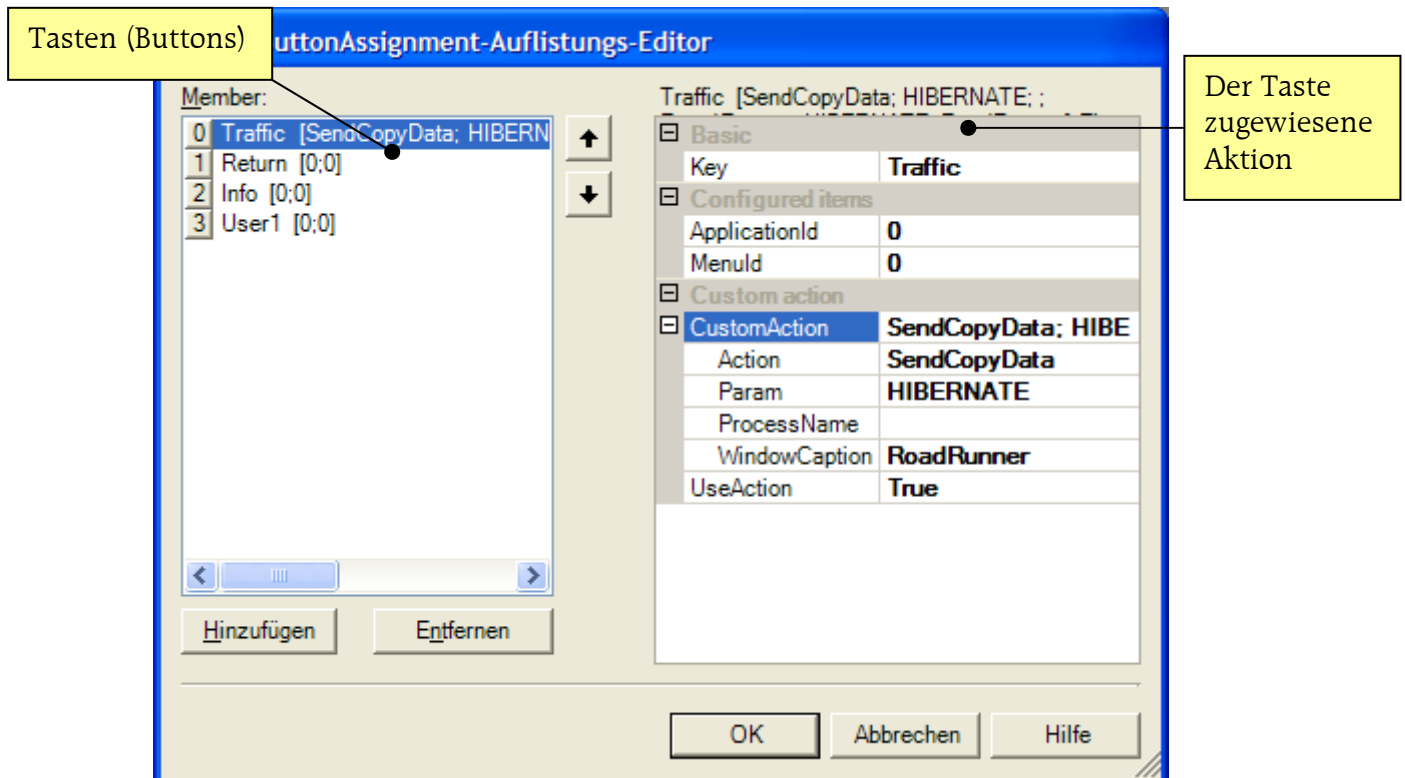 Tasten (Buttons)
uttonAssignment-Auflistungs-Editor
Der Taste
zugewiesene
Aktion
Member:
0 Traffic [SendCopyData; HIBERN
1 Return [0;0]
2 Info [0;0]
3 User1 [0;0]
Hinzufügen Entfernen
Traffic [SendCopyData; HIBERNATE; ;
Basic
Key Traffic
Configured items
ApplicationId 0
MenuId 0
Custom action
CustomAction SendCopyData; HIBE
Action SendCopyData
Param HIBERNATE
ProcessName
WindowCaption RoadRunner
UseAction True
OK Abbrechen Hilfe